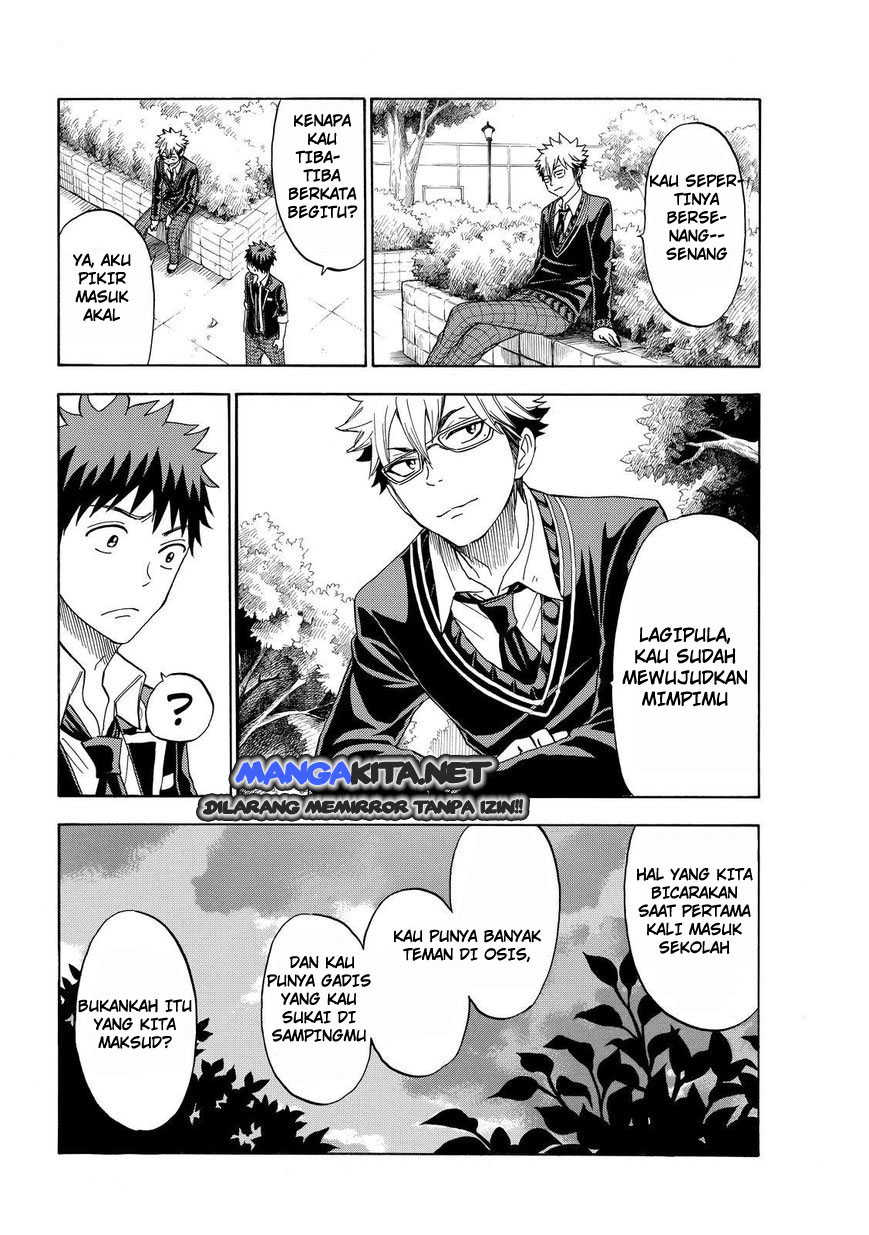 KAU SEPER-
TINYA
BERSE-
NANG--
SENANG
KENAPA
KAU
TIBA-
TIBA
BERKATA
BEGITU?
YA, AKU
PIKIR
MASUK
AKAL
LAGIPULA,
KAU SUDAH
MEWUJUDKAN
MIMPIMU
?
MANGAKITA.NET
DILARANG MEMIRROR TANPA IZIN!!
HAL YANG KITA
BICARAKAN
SAAT PERTAMA
KALI MASUK
SEKOLAH
KAU PUNYA BANYAK
TEMAN DI OSIS,
DAN KAU
PUNYA GADIS
YANG KAU
SUKAI DI
SAMPINGMU
BUKANKAH ITU
YANG KITA
MAKSUD?